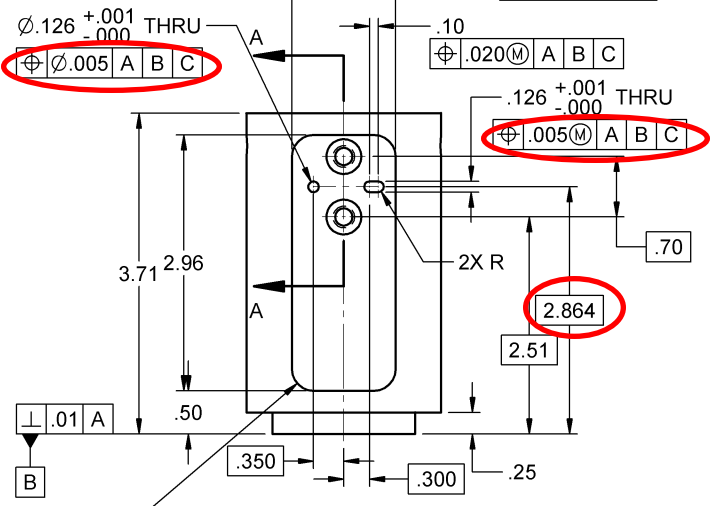 Ø.126 +.001 -.000 THRU
⌖ Ø.005 A B C
A
.10
⌖ .020Ⓜ A B C
.126 +.001 -.000 THRU
⌖ .005Ⓜ A B C
3.71
2.96
2X R
.70
A
2.864
2.51
.50
⊥ .01 A
B
.350
.300
.25